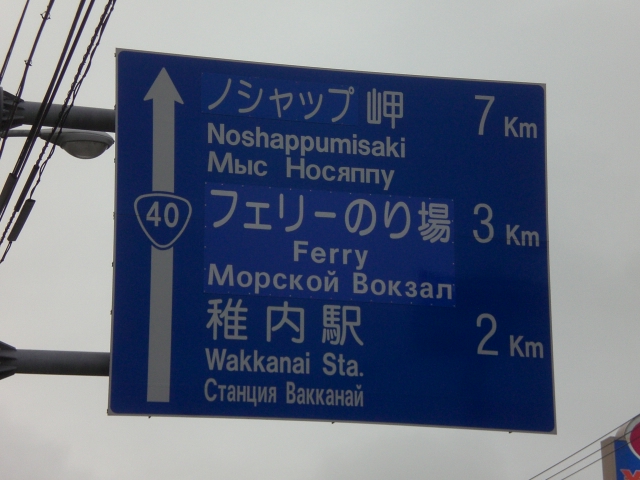 ノシャップ岬 7 Km
Noshappumisaki
Мыс Носяппу
フェリーのり場 3 Km
Ferry
Морской Вокзал
40
稚内駅 2 Km
Wakkanai Sta.
Станция Вакканай